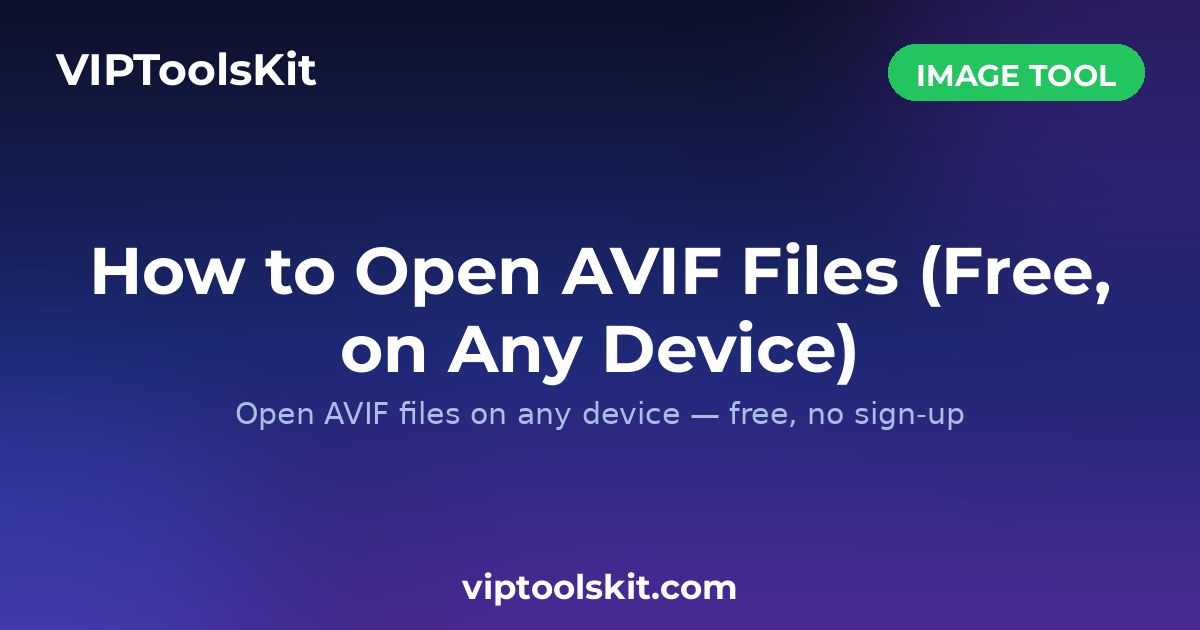 VIPToolsKit
IMAGE TOOL
How to Open AVIF Files (Free,
on Any Device)
Open AVIF files on any device — free, no sign-up
viptoolskit.com